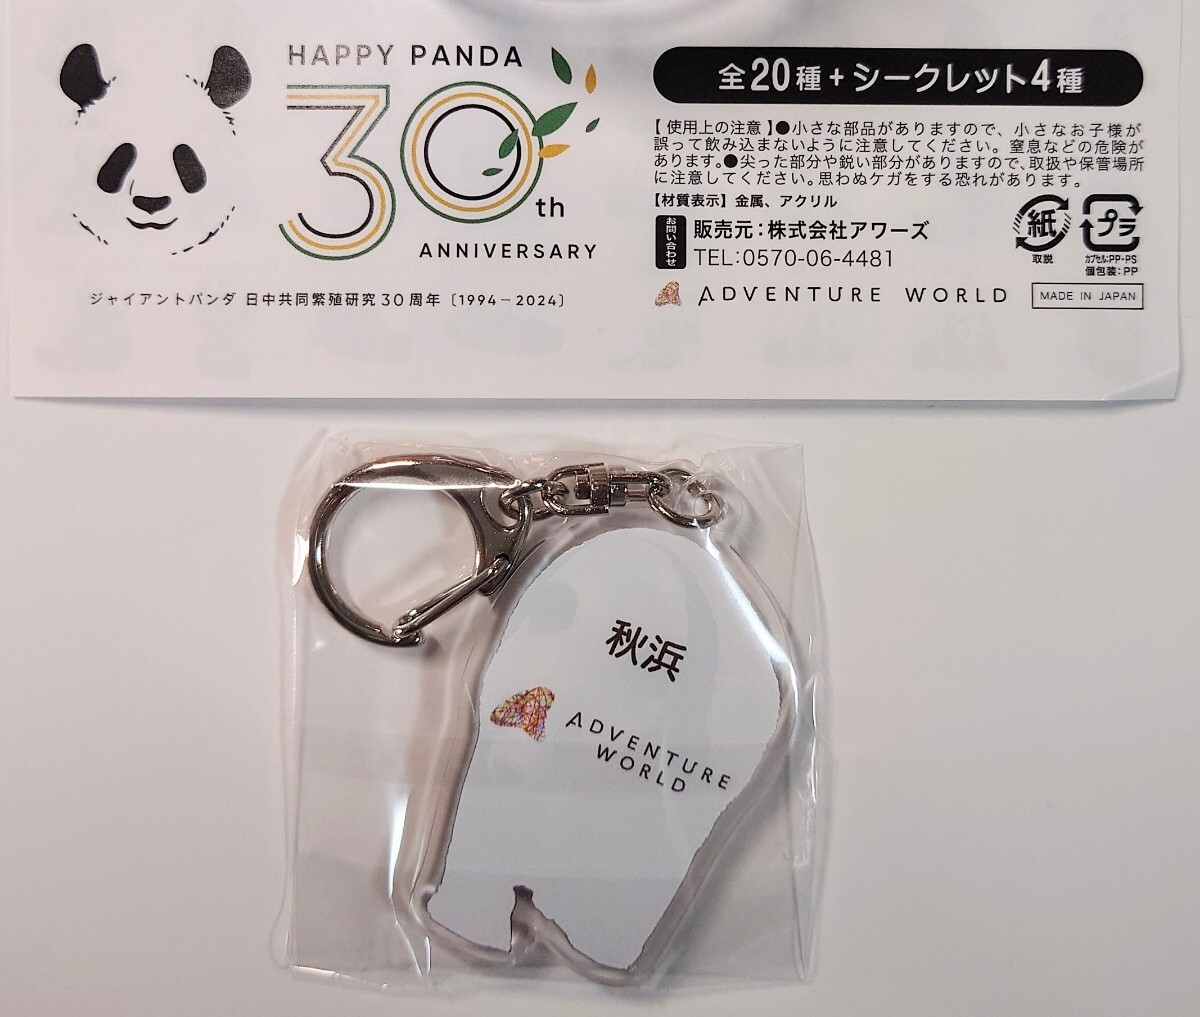 HAPPY PANDA
30th
ANNIVERSARY
ジャイアントパンダ 日中共同繁殖研究30周年〔1994-2024〕
全20種+シークレット4種
【使用上の注意】●小さな部品がありますので、小さなお子様が
誤って飲み込まないように注意してください。窒息などの危険が
あります。●尖った部分や鋭い部分がありますので、取扱や保管場所
に注意してください。思わぬケガをする恐れがあります。
【材質表示】金属、アクリル
お問い合わせ
販売元:株式会社アワーズ
TEL:0570-06-4481
紙
取説
プラ
カプセル:PP・PS
個包装:PP
ADVENTURE WORLD
MADE IN JAPAN
秋浜
ADVENTURE
WORLD